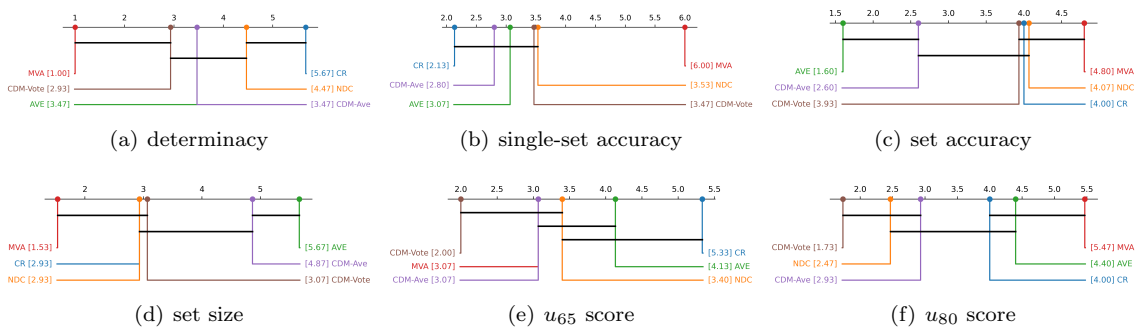 1 2 3 4 5
MVA [1.00] [5.67] CR
CDM-Vote [2.93] [4.47] NDC
AVE [3.47] [3.47] CDM-Ave
(a) determinacy
2.0 2.5 3.0 3.5 4.0 4.5 5.0 5.5 6.0
CR [2.13] [6.00] MVA
CDM-Ave [2.80] [3.53] NDC
AVE [3.07] [3.47] CDM-Vote
(b) single-set accuracy
1.5 2.0 2.5 3.0 3.5 4.0 4.5
AVE [1.60] [4.80] MVA
CDM-Ave [2.60] [4.07] NDC
CDM-Vote [3.93] [4.00] CR
(c) set accuracy
2 3 4 5
MVA [1.53] [5.67] AVE
CR [2.93] [4.87] CDM-Ave
NDC [2.93] [3.07] CDM-Vote
(d) set size
2.0 2.5 3.0 3.5 4.0 4.5 5.0 5.5
CDM-Vote [2.00] [5.33] CR
MVA [3.07] [4.13] AVE
CDM-Ave [3.07] [3.40] NDC
(e) u65 score
2.0 2.5 3.0 3.5 4.0 4.5 5.0 5.5
CDM-Vote [1.73] [5.47] MVA
NDC [2.47] [4.40] AVE
CDM-Ave [2.93] [4.00] CR
(f) u80 score